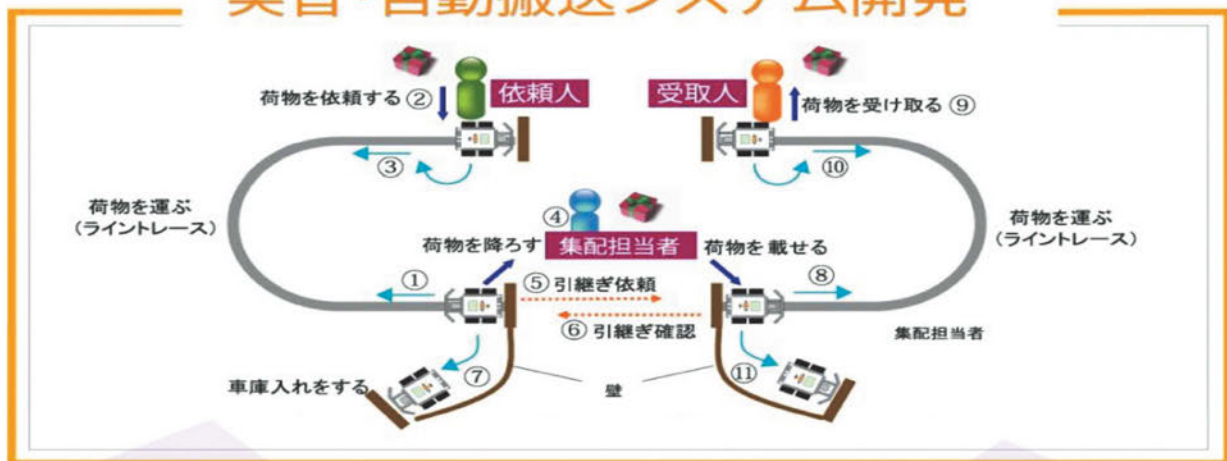 自動搬送システム開発
荷物を依頼する ②
依頼人
受取人
荷物を受け取る ⑨
③
⑩
荷物を運ぶ
(ライントレース)
④
荷物を降ろす
集配担当者
荷物を載せる
荷物を運ぶ
(ライントレース)
①
⑤ 引継ぎ依頼
⑧
⑥ 引継ぎ確認
集配担当者
⑦
車庫入れをする
壁
⑪